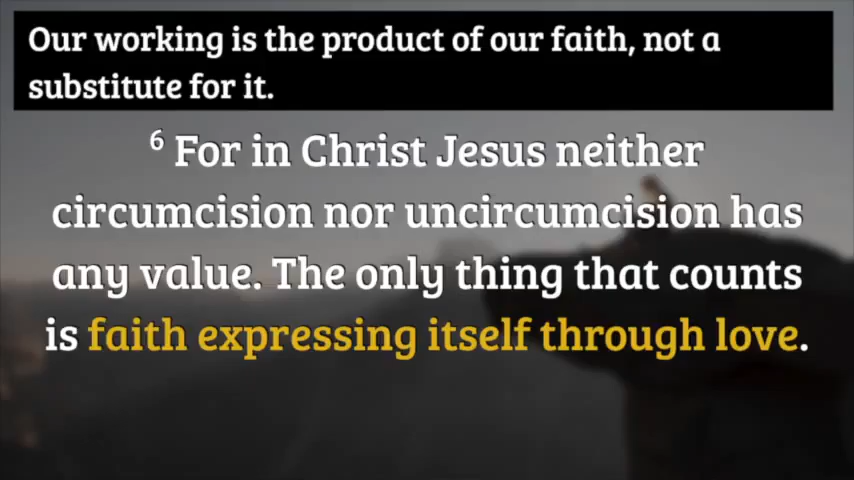 Our working is the product of our faith, not a
substitute for it.
⁶ For in Christ Jesus neither
circumcision nor uncircumcision has
any value. The only thing that counts
is faith expressing itself through love.